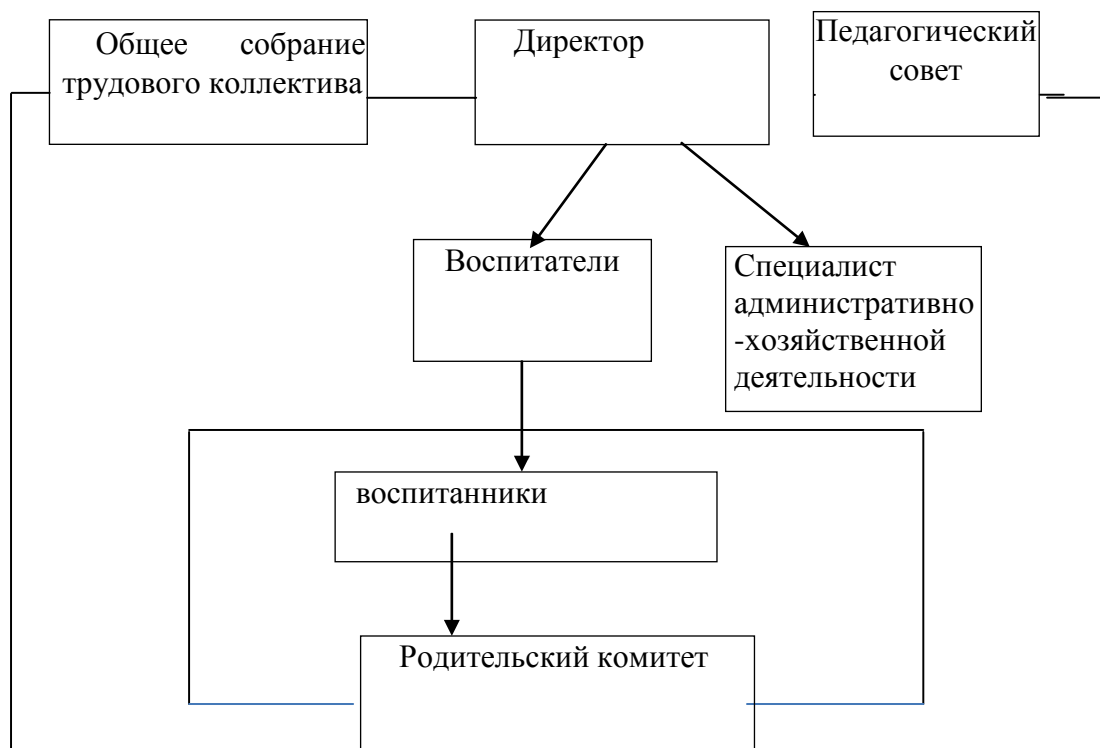 Общее собрание
трудового коллектива
Директор
Педагогический
совет
Воспитатели
Специалист
административно
-хозяйственной
деятельности
воспитанники
Родительский комитет